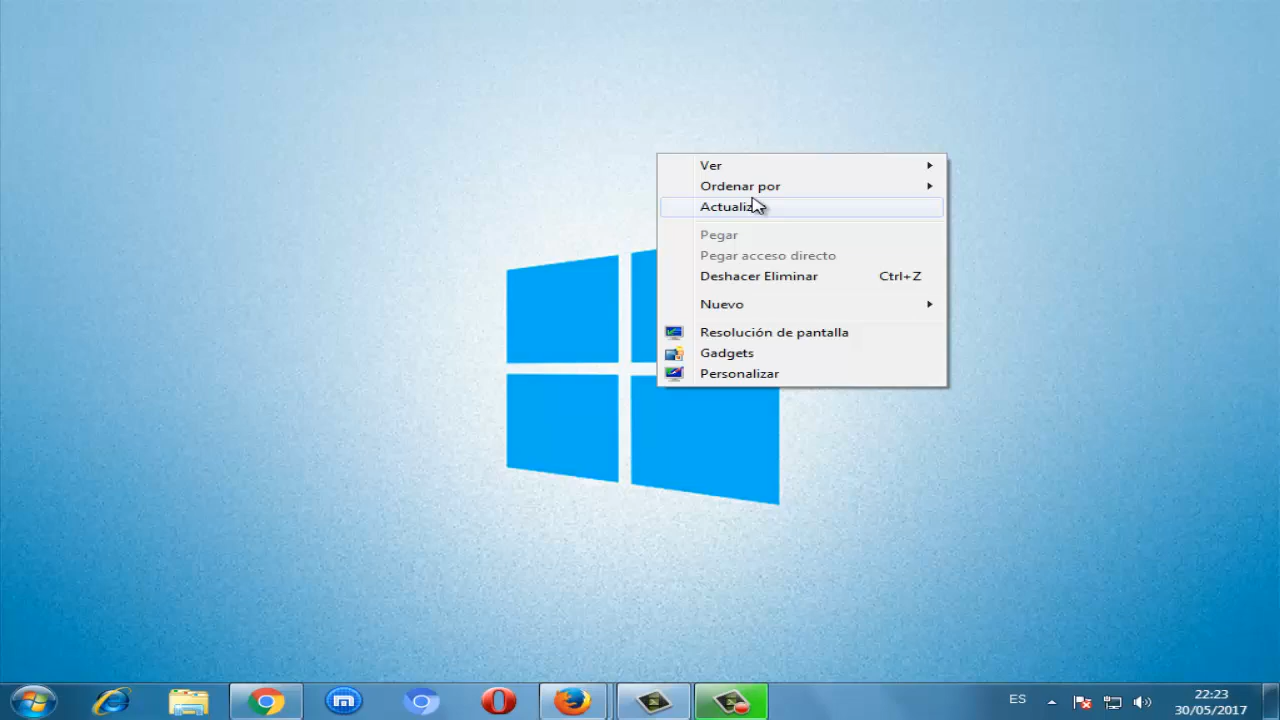 Ver
Ordenar por
Pegar
Pegar acceso directo
Deshacer Eliminar Ctrl+Z
Nuevo
Resolución de pantalla
Gadgets
Personalizar
ES
22:23
30/05/2017